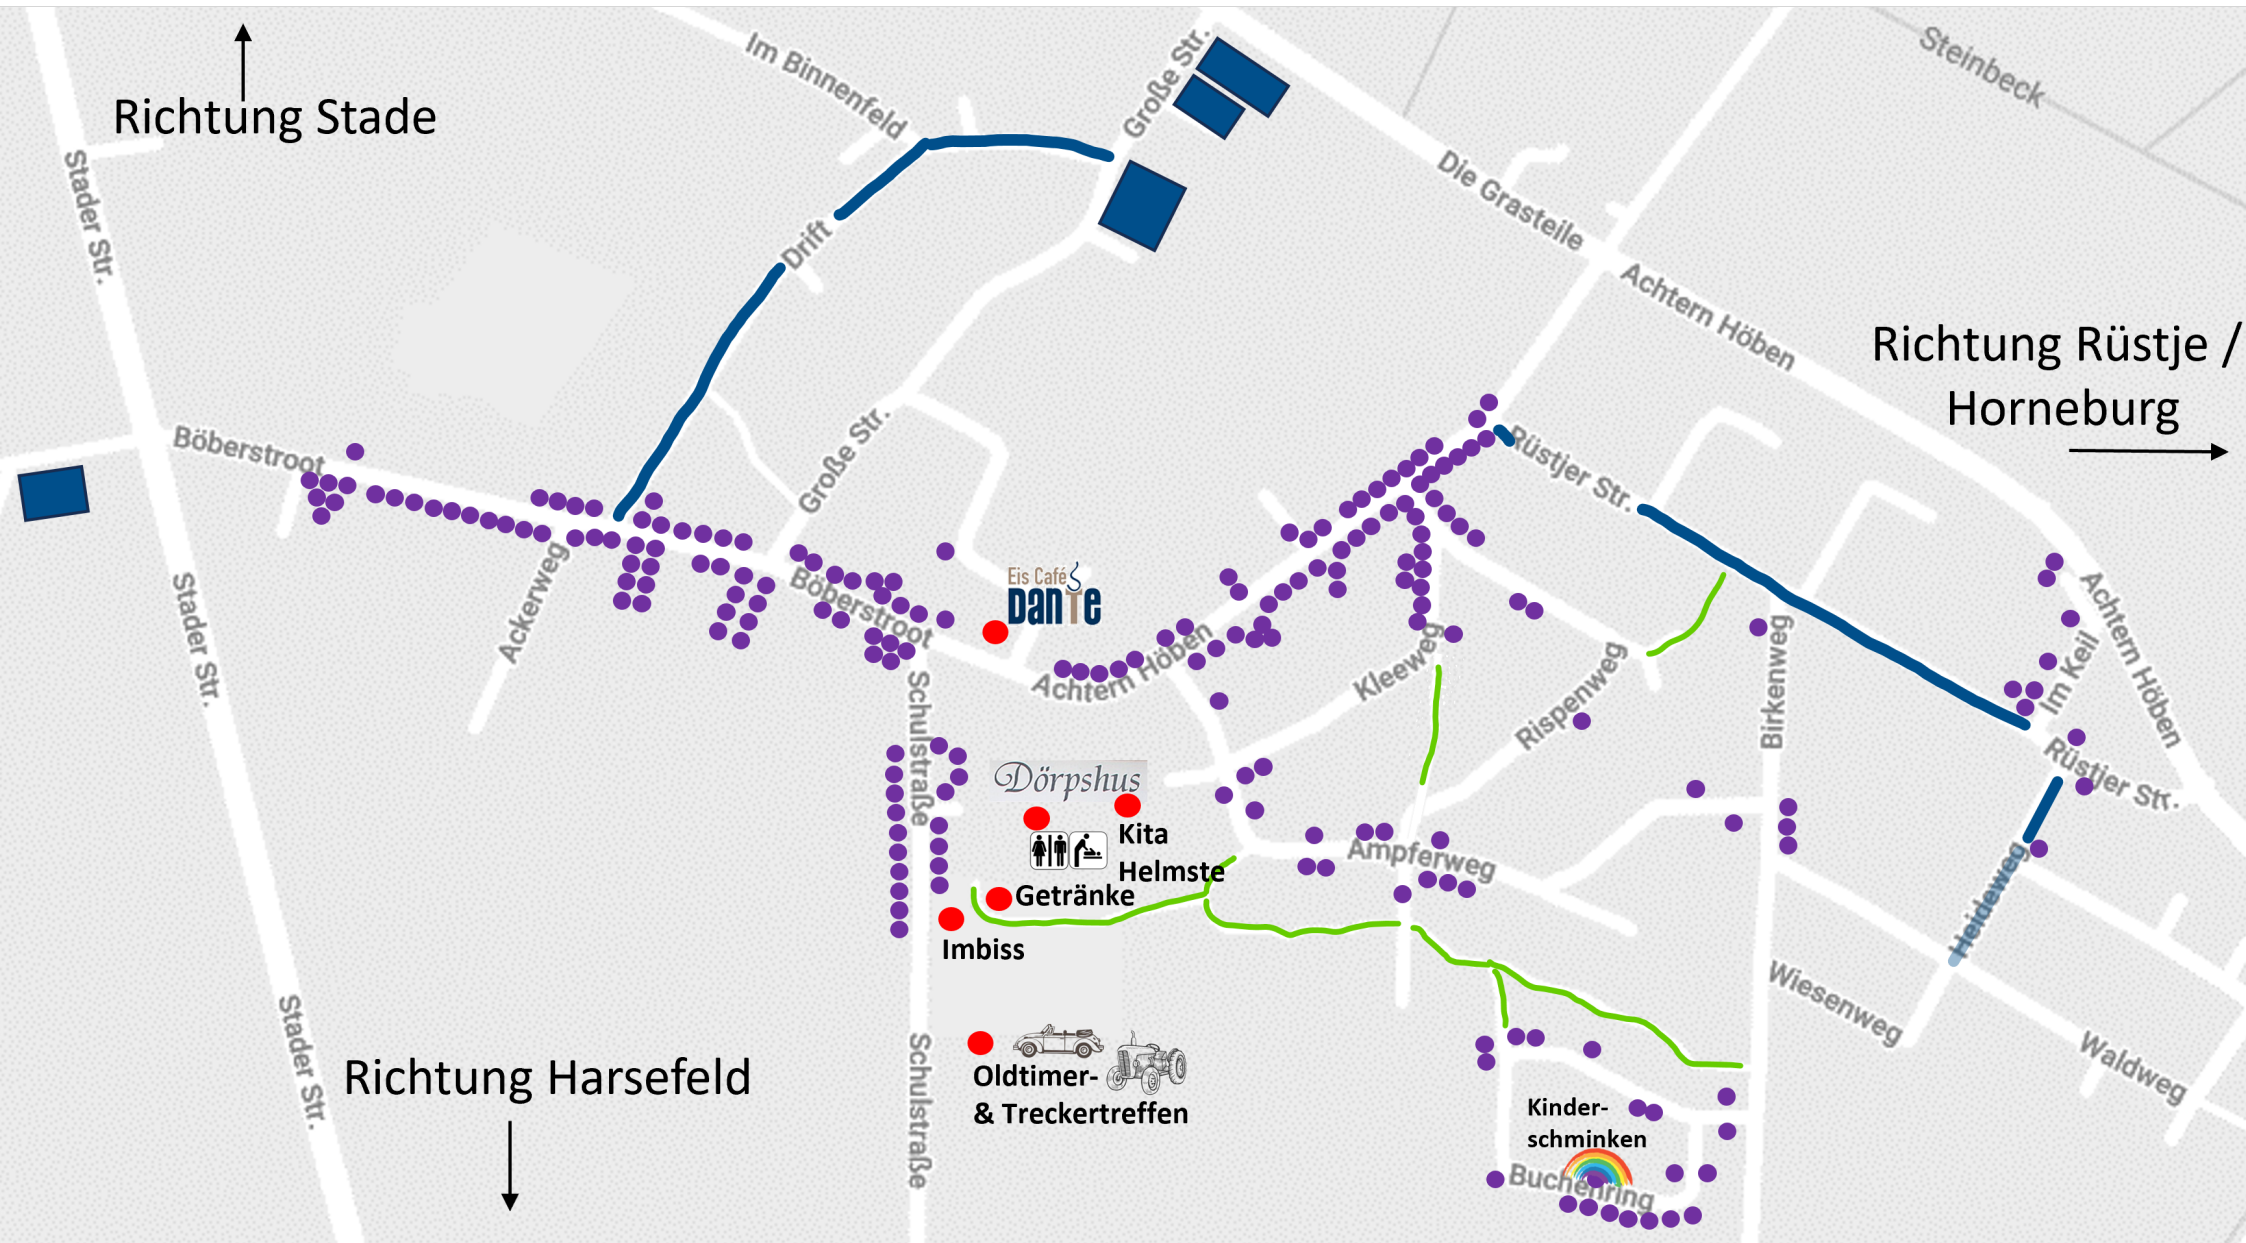 Richtung Stade
Im Binnenfeld
Große Str.
Steinbeck
Stader Str.
Die Grasteile
Drift
Achtern Höben
Richtung Rüstje /
Horneburg
Böberstroot
Große Str.
Rüstjer Str.
Ackerweg
Böberstroot
Eis Café
DANTE
Achtern Höben
Kleeweg
Rispenweg
Birkenweg
Im Keil
Achtern Höben
Stader Str.
Schulstraße
Rüstjer Str.
Dörpshus
Kita
Helmste
Getränke
Imbiss
Ampferweg
Heideweg
Wiesenweg
Waldweg
Stader Str.
Richtung Harsefeld
Schulstraße
Oldtimer-
& Treckertreffen
Kinder-
schminken
Buchenring